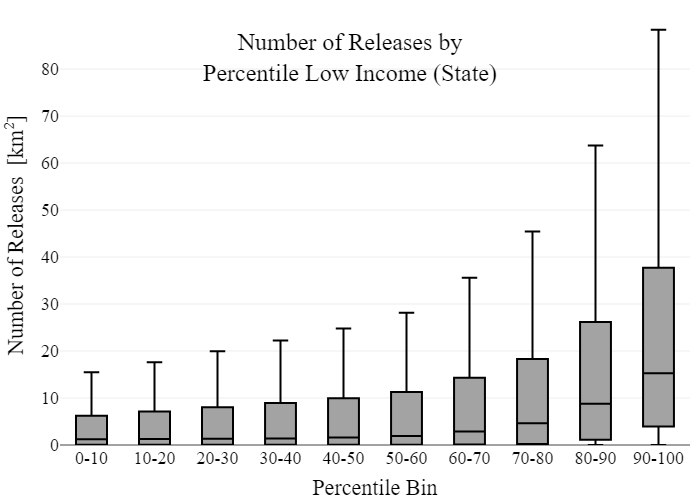 Number of Releases by
Percentile Low Income (State)
Number of Releases [km²]
80
70
60
50
40
30
20
10
0
0-10 10-20 20-30 30-40 40-50 50-60 60-70 70-80 80-90 90-100
Percentile Bin